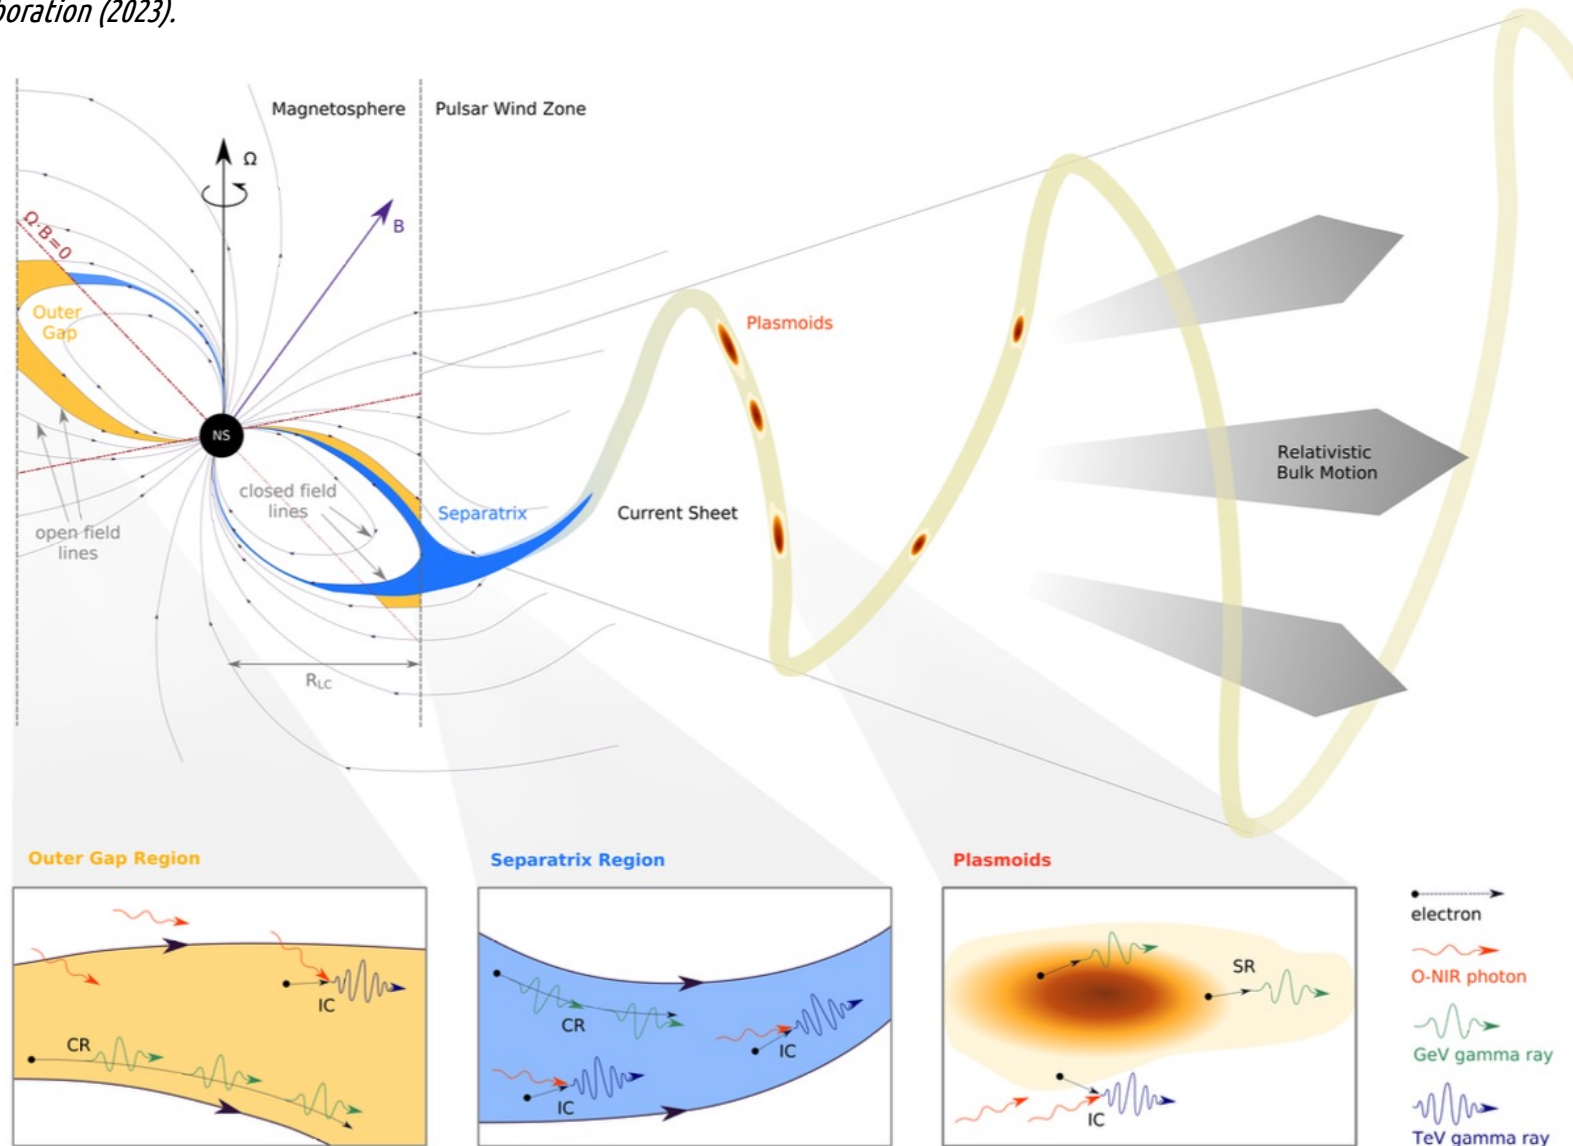 (2023).
Magnetosphere
Pulsar Wind Zone
Ω
B
Ω·B=0
Outer
Gap
Plasmoids
NS
Relativistic
Bulk Motion
closed field
lines
Separatrix
Current Sheet
open field
lines
RLC
Outer Gap Region
Separatrix Region
Plasmoids
IC
CR
CR
IC
IC
SR
IC
electron
O-NIR photon
GeV gamma ray
TeV gamma ray